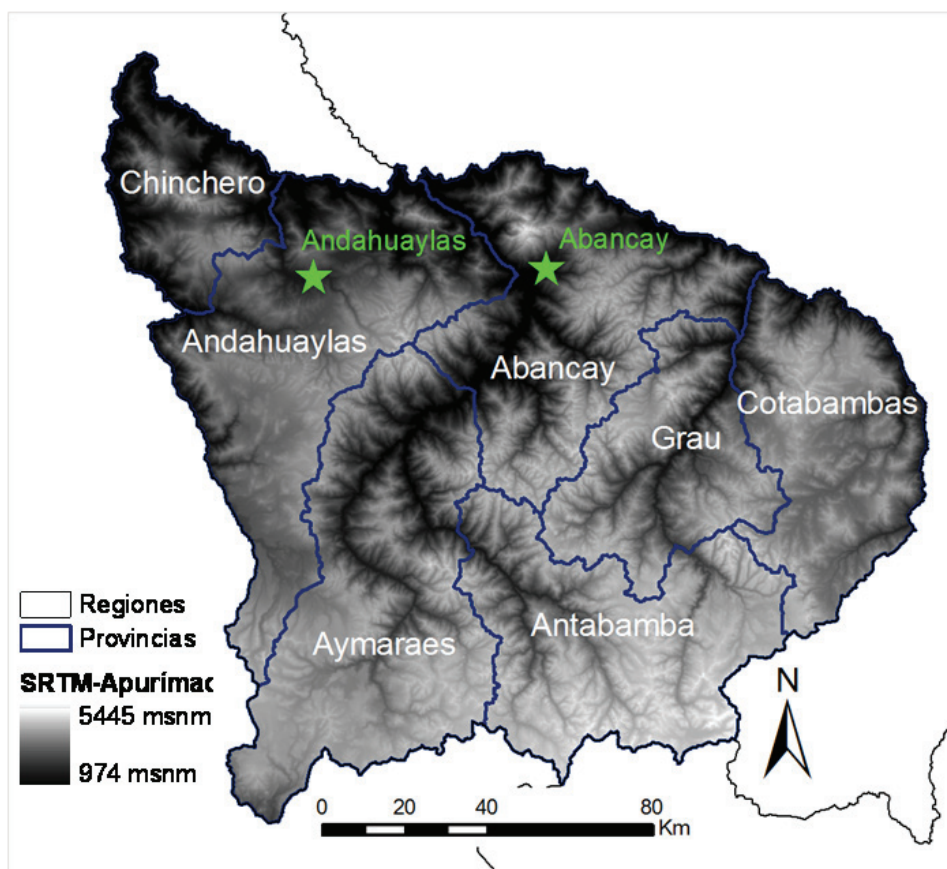 Chinchero
Andahuaylas
Abancay
Andahuaylas
Abancay
Cotabambas
Grau
Antabamba
Aymaraes
Regiones
Provincias
SRTM-Apurímac
5445 msnm
974 msnm
N
0 20 40 80
Km